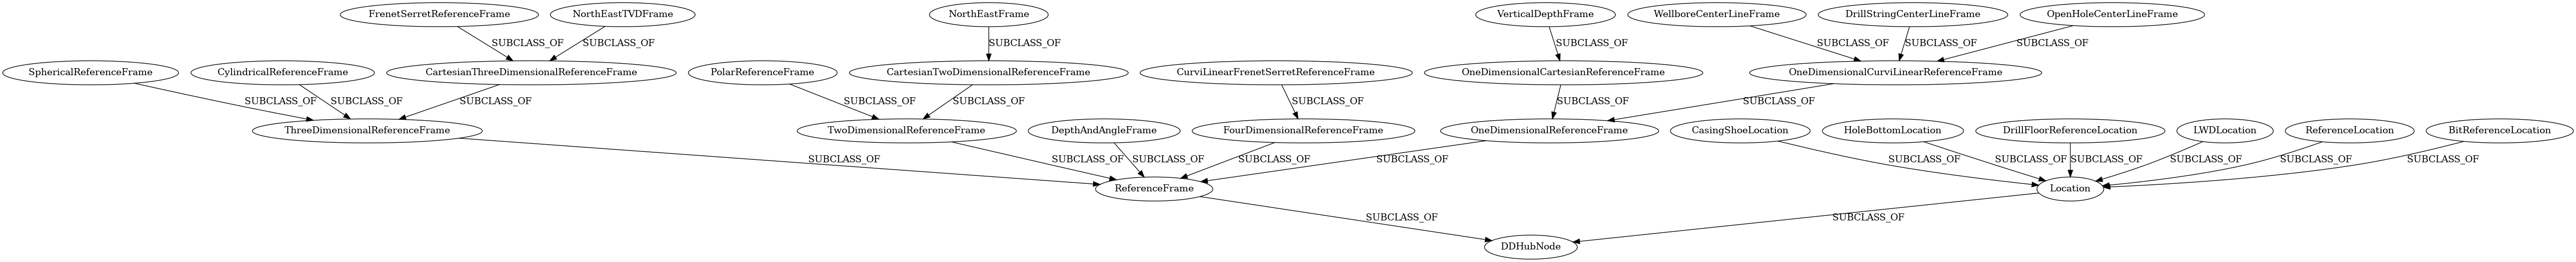 FrenetSerretReferenceFrame
NorthEastTVDFrame
NorthEastFrame
VerticalDepthFrame
WellboreCenterLineFrame
DrillStringCenterLineFrame
OpenHoleCenterLineFrame
SUBCLASS_OF
SUBCLASS_OF
SUBCLASS_OF
SUBCLASS_OF
SUBCLASS_OF
SUBCLASS_OF
SUBCLASS_OF
SphericalReferenceFrame
CylindricalReferenceFrame
CartesianThreeDimensionalReferenceFrame
PolarReferenceFrame
CartesianTwoDimensionalReferenceFrame
CurviLinearFrenetSerretReferenceFrame
OneDimensionalCartesianReferenceFrame
OneDimensionalCurviLinearReferenceFrame
SUBCLASS_OF
SUBCLASS_OF
SUBCLASS_OF
SUBCLASS_OF
SUBCLASS_OF
SUBCLASS_OF
SUBCLASS_OF
SUBCLASS_OF
ThreeDimensionalReferenceFrame
TwoDimensionalReferenceFrame
DepthAndAngleFrame
FourDimensionalReferenceFrame
OneDimensionalReferenceFrame
CasingShoeLocation
HoleBottomLocation
DrillFloorReferenceLocation
LWDLocation
ReferenceLocation
BitReferenceLocation
SUBCLASS_OF
SUBCLASS_OF
SUBCLASS_OF
SUBCLASS_OF
SUBCLASS_OF
SUBCLASS_OF
SUBCLASS_OF
SUBCLASS_OF
SUBCLASS_OF
SUBCLASS_OF
SUBCLASS_OF
ReferenceFrame
Location
SUBCLASS_OF
SUBCLASS_OF
DDHubNode